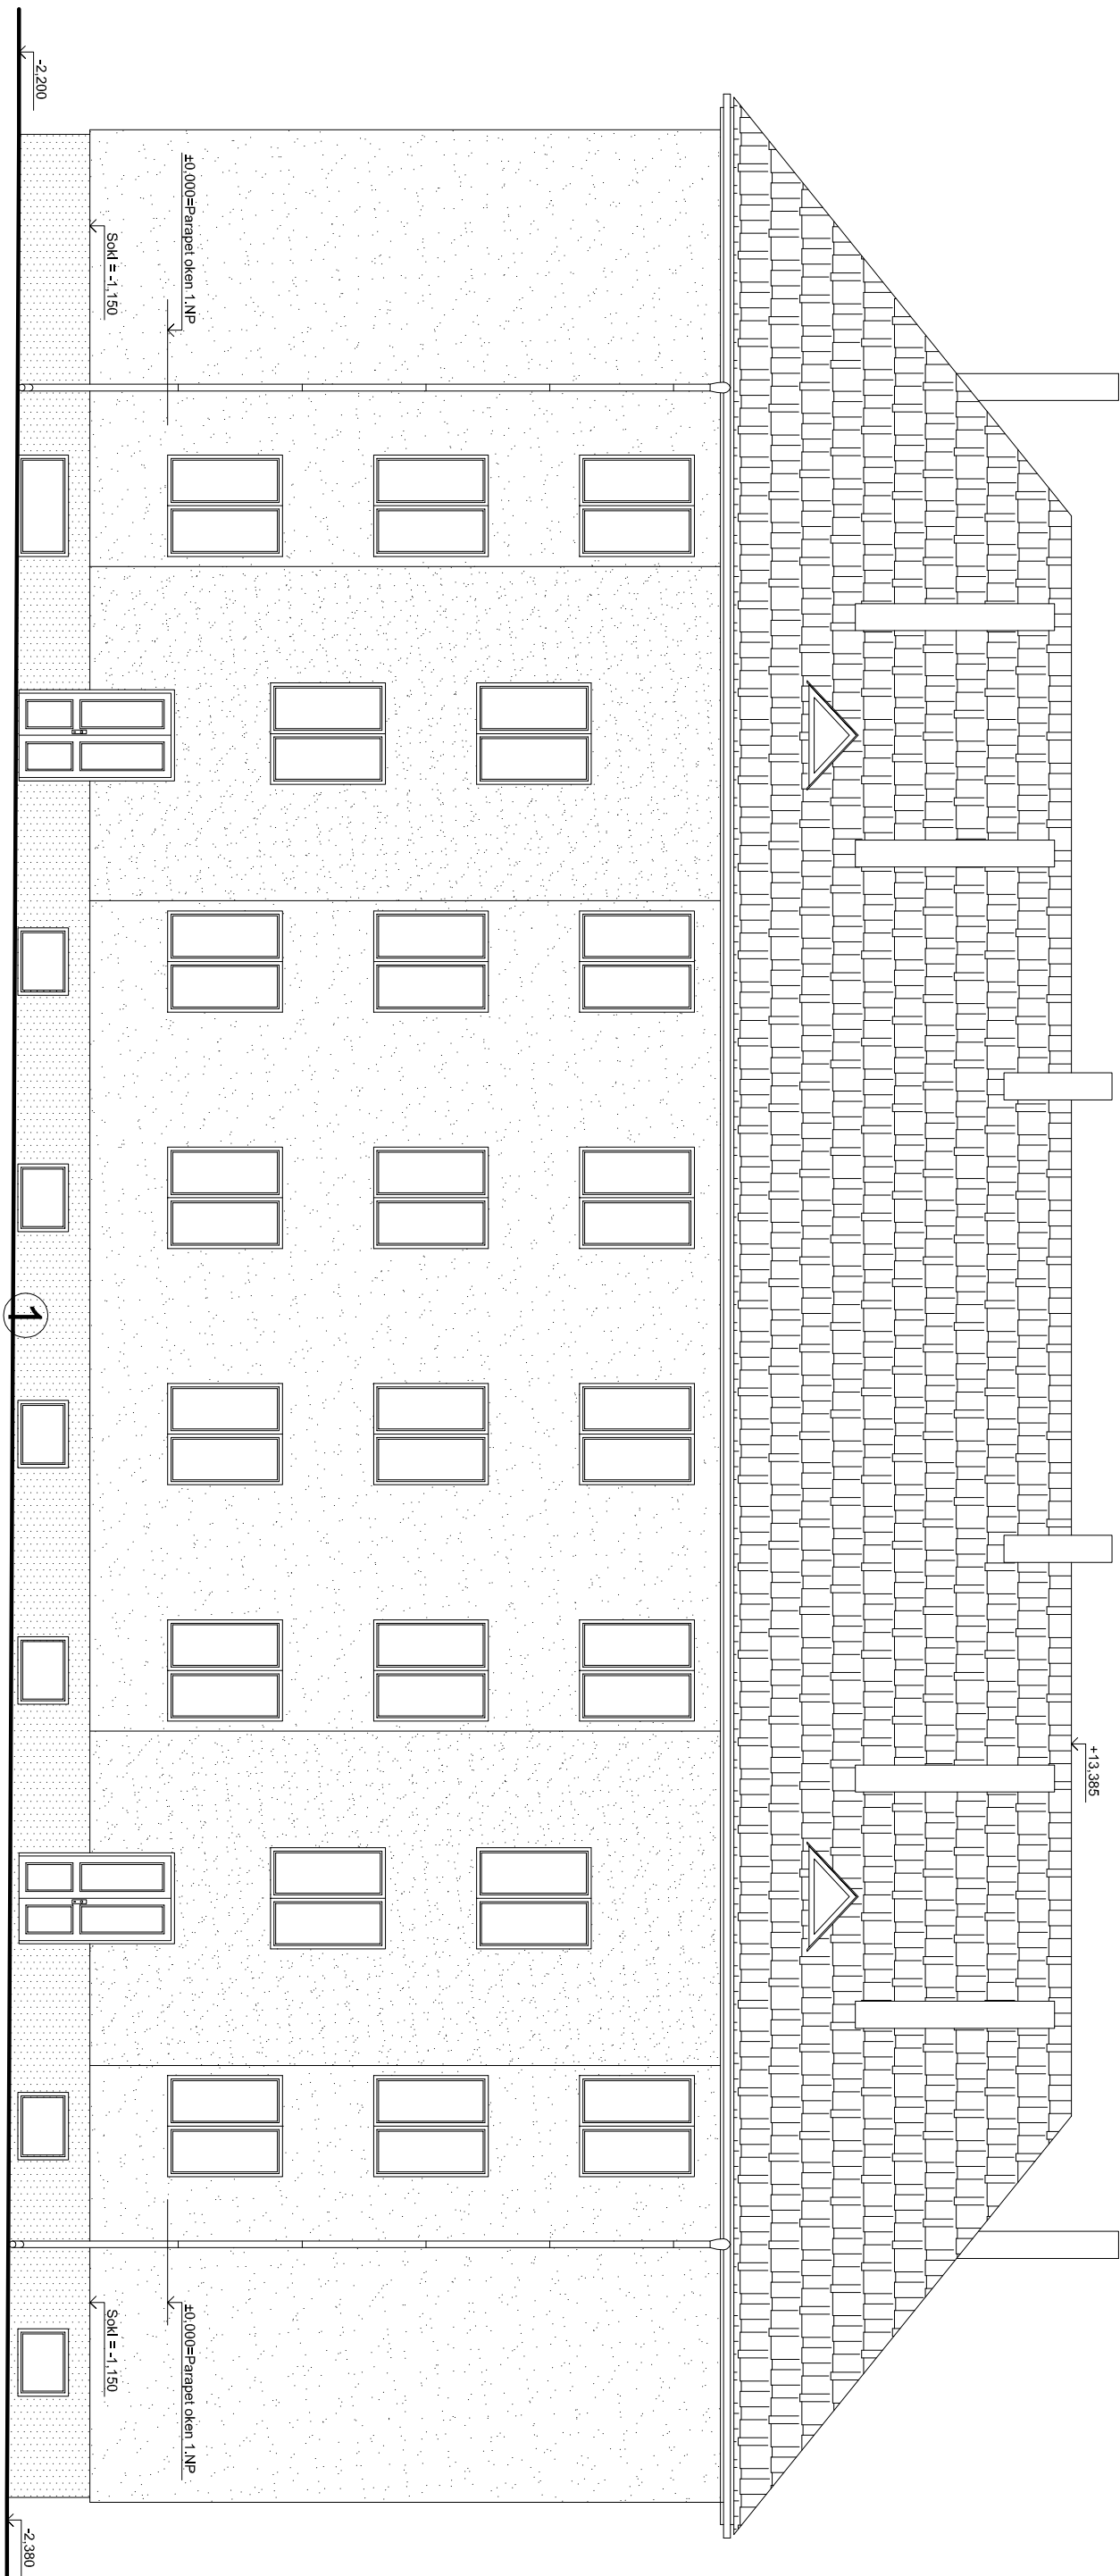 +13,385
±0,000=Parapet oken 1.NP
±0,000=Parapet oken 1.NP
Sokl = -1,150
Sokl = -1,150
-2,200
1
-2,380